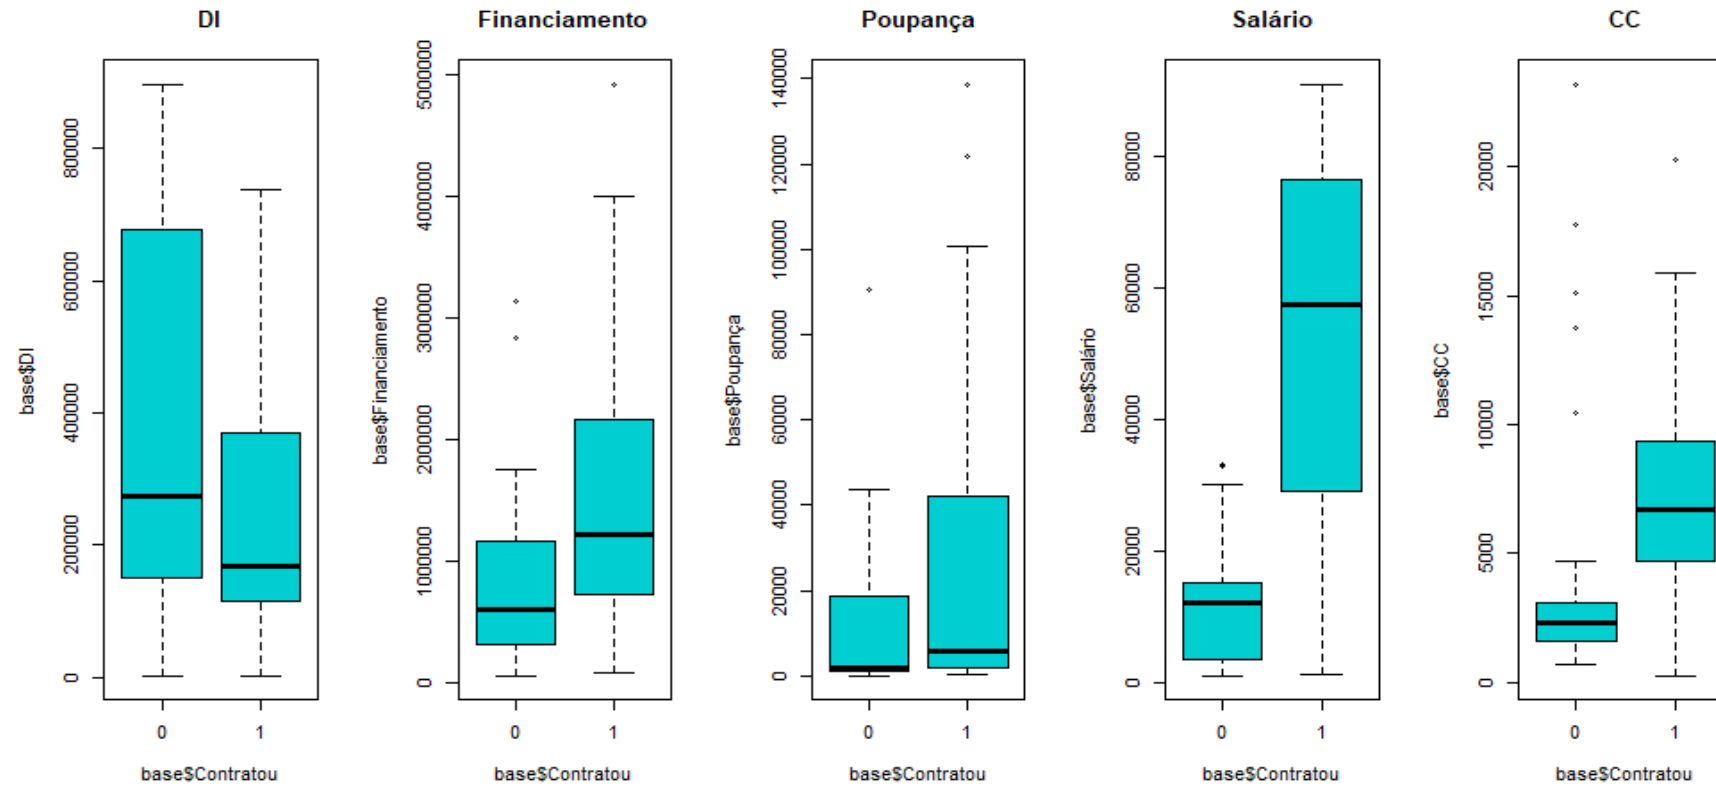 DI
base$DI
800000
600000
400000
200000
0
0 1
base$Contratou
Financiamento
base$Financiamento
5000000
4000000
3000000
2000000
1000000
0
0 1
base$Contratou
Poupança
base$Poupança
140000
120000
100000
80000
60000
40000
20000
0
0 1
base$Contratou
Salário
base$Salário
80000
60000
40000
20000
0
0 1
base$Contratou
CC
base$CC
20000
15000
10000
5000
0
0 1
base$Contratou